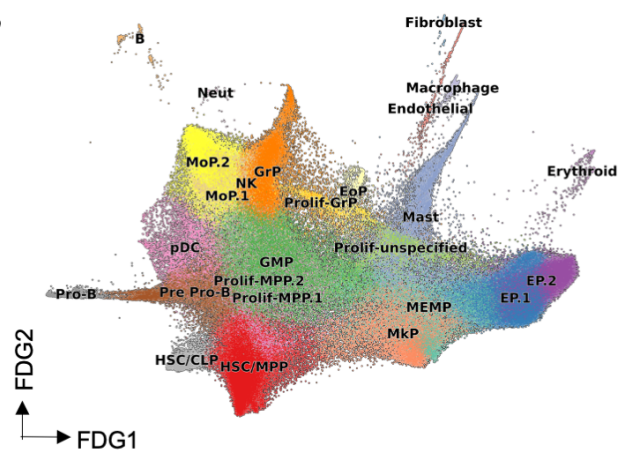 Fibroblast
B
Macrophage
Neut
Endothelial
MoP.2
GrP
Erythroid
NK
EoP
MoP.1
Prolif-GrP
Mast
pDC
Prolif-unspecified
GMP
Prolif-MPP.2
EP.2
Pro-B
Pre Pro-B
Prolif-MPP.1
EP.1
MEMP
MkP
HSC/CLP
HSC/MPP
FDG2
FDG1